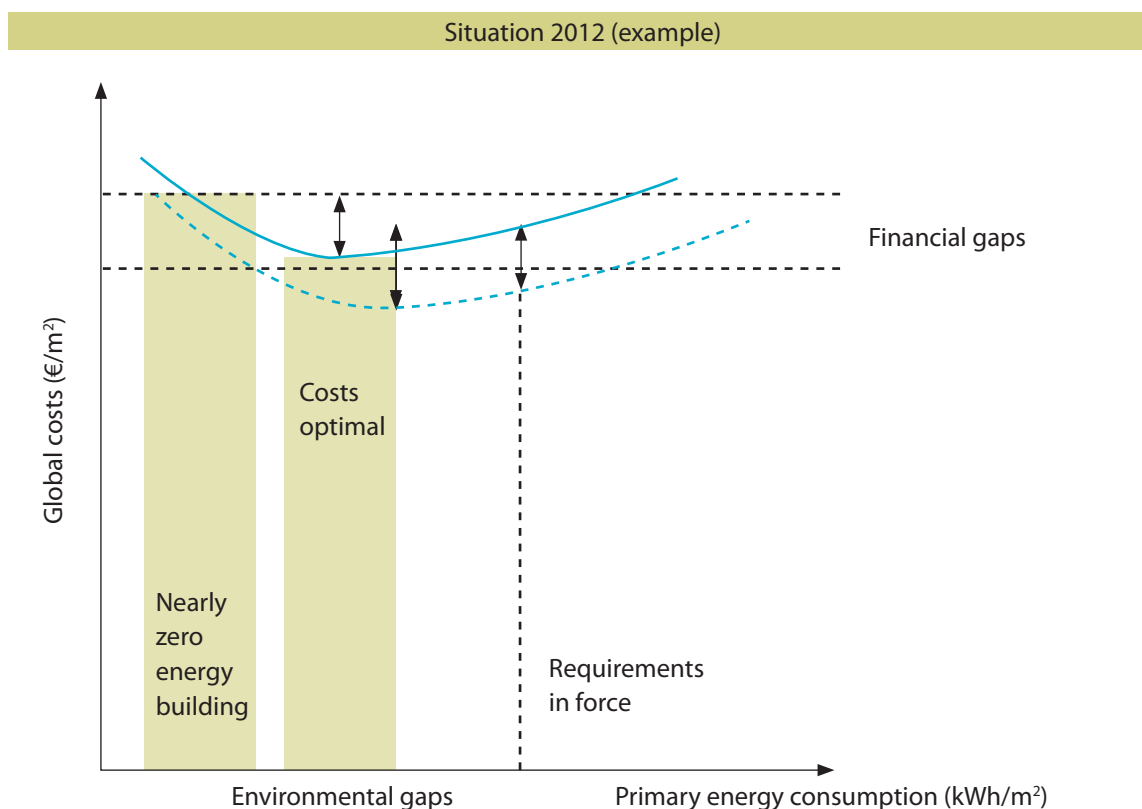 Situation 2012 (example)
Global costs (€/m²)
Financial gaps
Costs
optimal
Nearly
zero
energy
building
Requirements
in force
Environmental gaps
Primary energy consumption (kWh/m²)